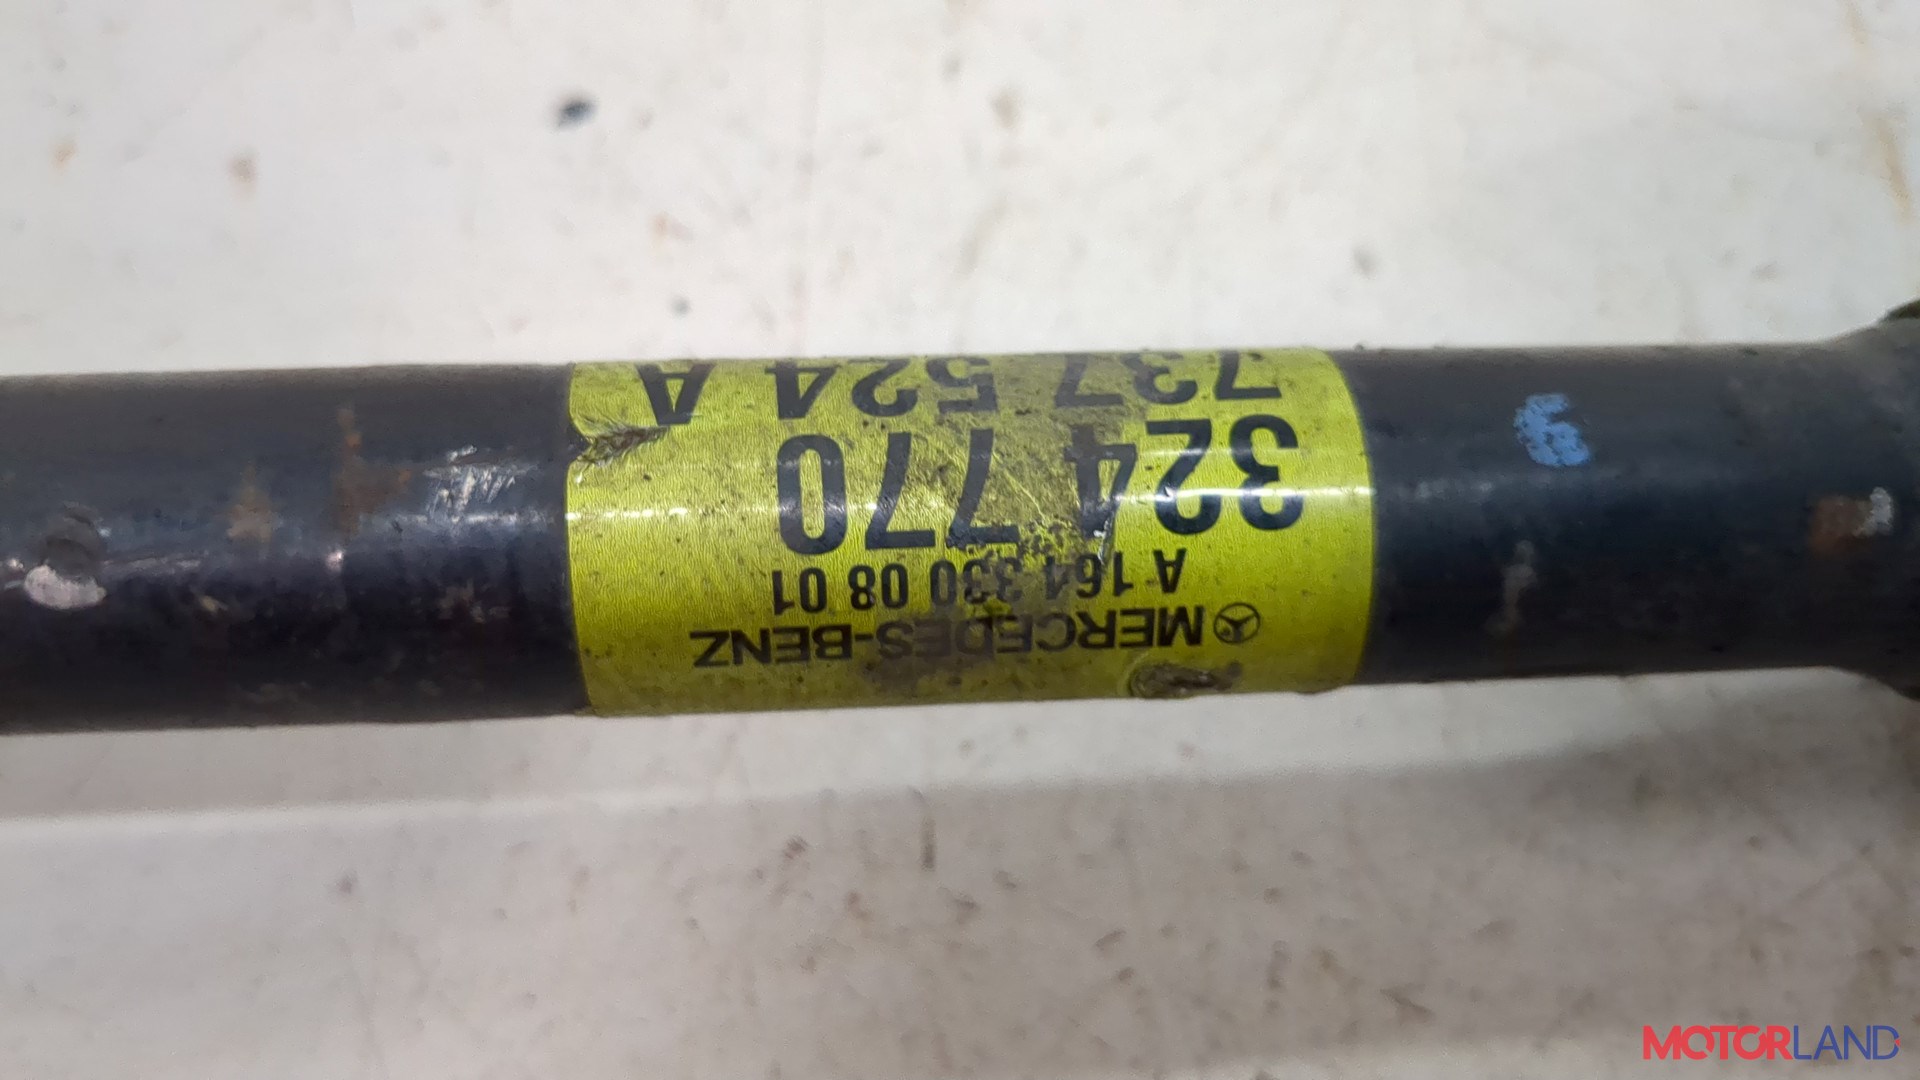 MERCEDES-BENZ
A 164 330 08 01
324 770
737 524 A
MOTORLAND